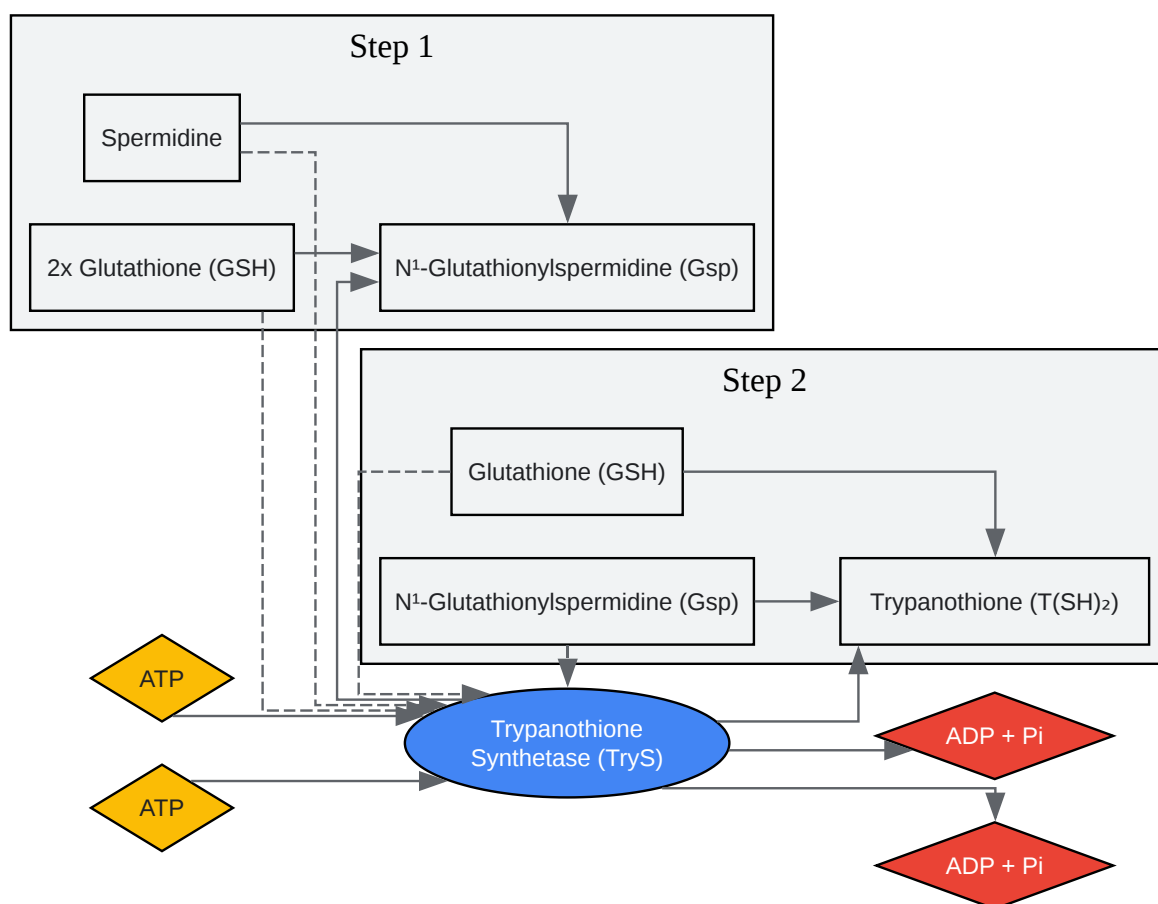 Step 1
Spermidine
2x Glutathione (GSH)
N¹-Glutathionylspermidine (Gsp)
Step 2
Glutathione (GSH)
N¹-Glutathionylspermidine (Gsp)
Trypanothione (T(SH)₂)
ATP
Trypanothione
Synthetase (TryS)
ADP + Pi
ATP
ADP + Pi